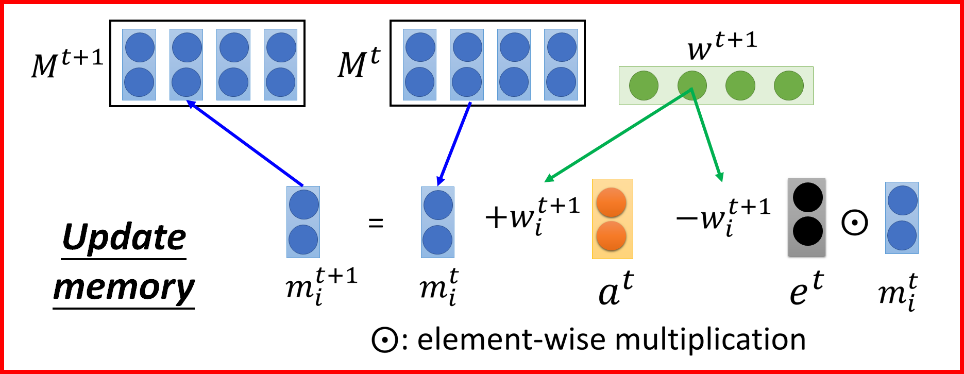 M^{t+1} M^t w^{t+1}
= +w_i^{t+1} −w_i^{t+1} ⊙
Update
memory
m_i^{t+1} m_i^t a^t e^t m_i^t
⊙: element-wise multiplication